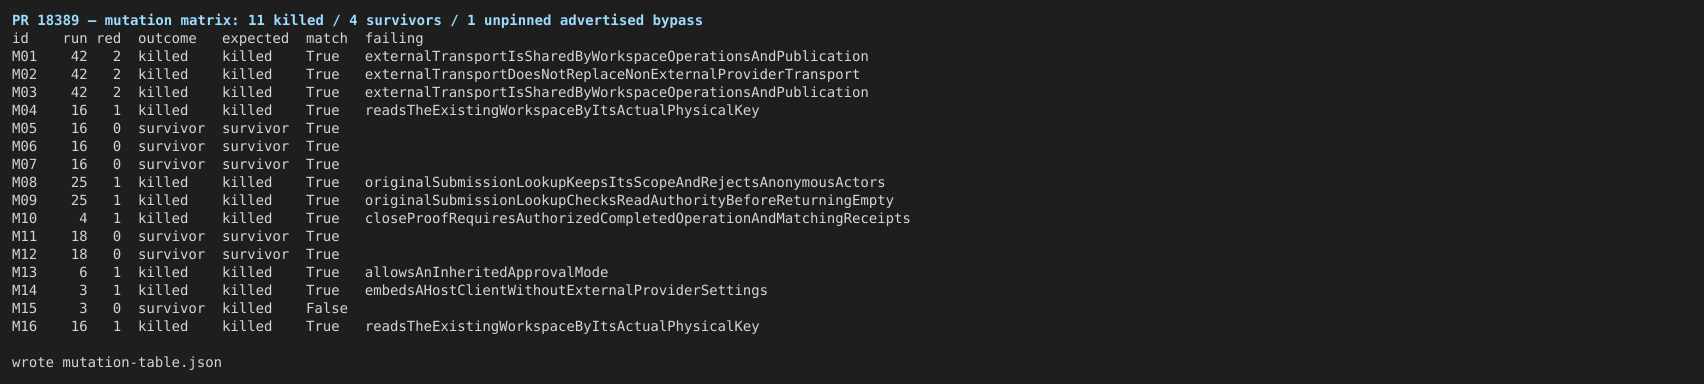 PR 18389 — mutation matrix: 11 killed / 4 survivors / 1 unpinned advertised bypass
id run red outcome expected match failing
M01 42 2 killed killed True externalTransportIsSharedByWorkspaceOperationsAndPublication
M02 42 2 killed killed True externalTransportDoesNotReplaceNonExternalProviderTransport
M03 42 2 killed killed True externalTransportIsSharedByWorkspaceOperationsAndPublication
M04 16 1 killed killed True readsTheExistingWorkspaceByItsActualPhysicalKey
M05 16 0 survivor survivor True
M06 16 0 survivor survivor True
M07 16 0 survivor survivor True
M08 25 1 killed killed True originalSubmissionLookupKeepsItsScopeAndRejectsAnonymousActors
M09 25 1 killed killed True originalSubmissionLookupChecksReadAuthorityBeforeReturningEmpty
M10 4 1 killed killed True closeProofRequiresAuthorizedCompletedOperationAndMatchingReceipts
M11 18 0 survivor survivor True
M12 18 0 survivor survivor True
M13 6 1 killed killed True allowsAnInheritedApprovalMode
M14 3 1 killed killed True embedsAHostClientWithoutExternalProviderSettings
M15 3 0 survivor killed False
M16 16 1 killed killed True readsTheExistingWorkspaceByItsActualPhysicalKey
wrote mutation-table.json